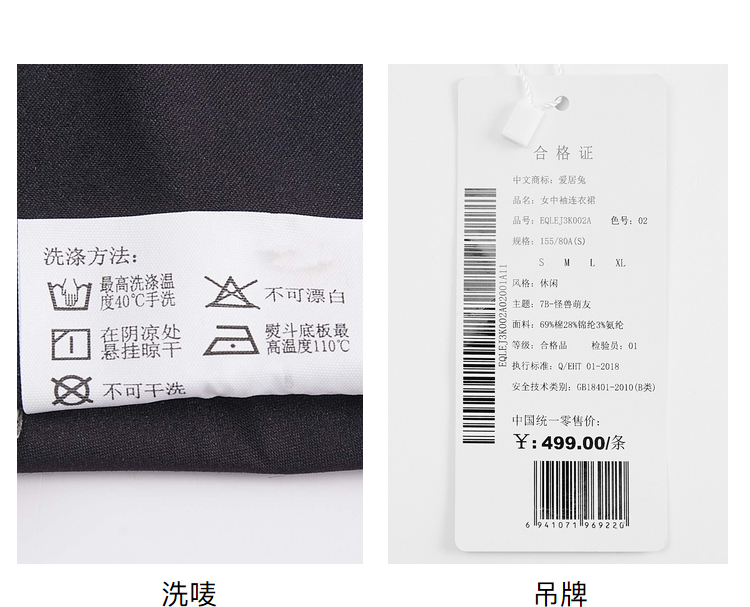 洗涤方法:
最高洗涤温
度40℃手洗
不可漂白
在阴凉处
悬挂晾干
熨斗底板最
高温度110℃
不可干洗
洗唛
合格证
中文商标: 爱居兔
品名: 女中袖连衣裙
品号: EQLEJ3K002A 色号: 02
规格: 155/80A(S)
S M L XL
风格: 休闲
主题: 7B-怪兽萌友
面料: 69%棉28%锦纶3%氨纶
等级: 合格品 检验员: 01
执行标准: Q/EHT 01-2018
安全技术类别: GB18401-2010(B类)
中国统一零售价:
¥: 499.00/条
EQLEJ3K002A02001A11
6 941071 969220
吊牌